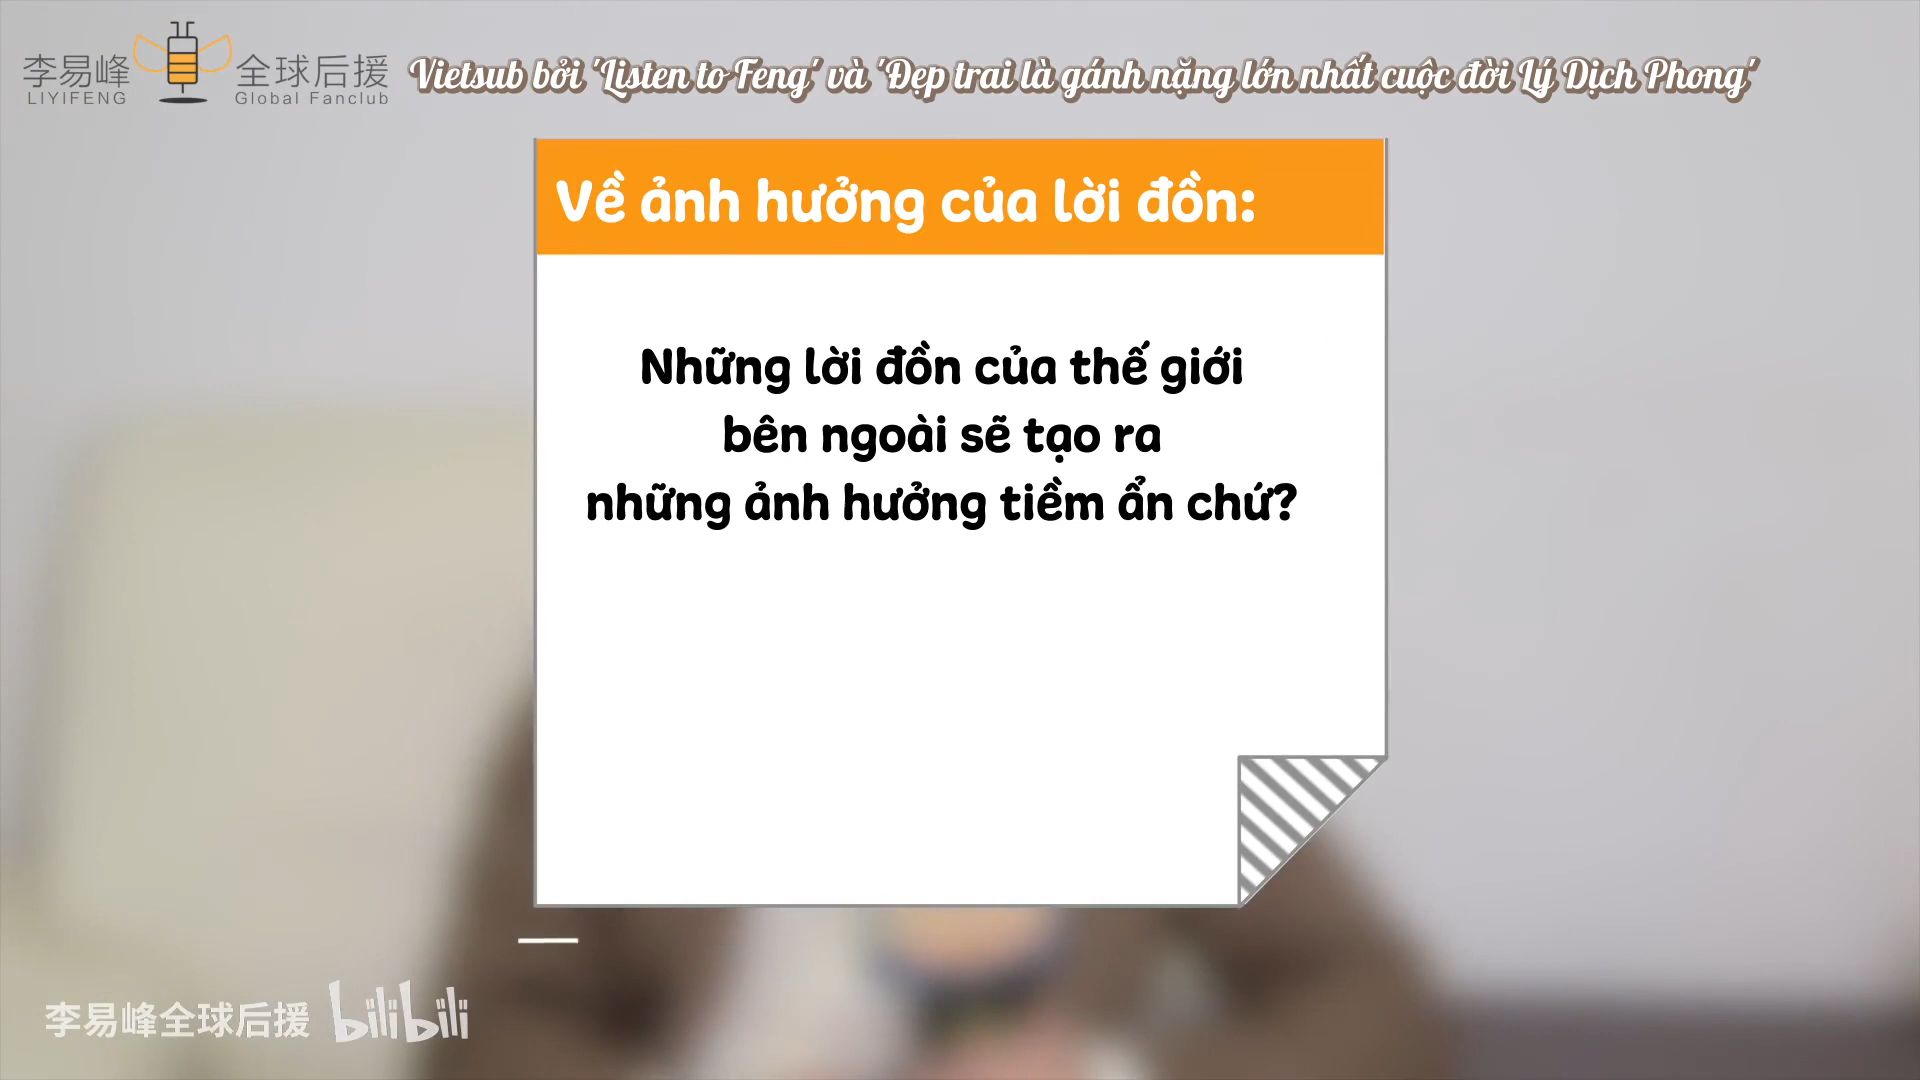 李易峰 全球后援
LIYIFENG Global Fanclub
Vietsub bởi 'Listen to Feng' và 'Đẹp trai là gánh nặng lớn nhất cuộc đời Lý Dịch Phong'
Về ảnh hưởng của lời đồn:
Những lời đồn của thế giới
bên ngoài sẽ tạo ra
những ảnh hưởng tiềm ẩn chứ?
李易峰全球后援 bilibili